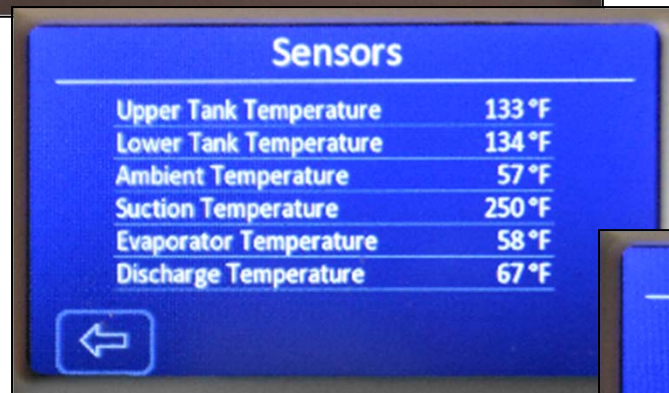 Sensors
Upper Tank Temperature 133 °F
Lower Tank Temperature 134 °F
Ambient Temperature 57 °F
Suction Temperature 250 °F
Evaporator Temperature 58 °F
Discharge Temperature 67 °F